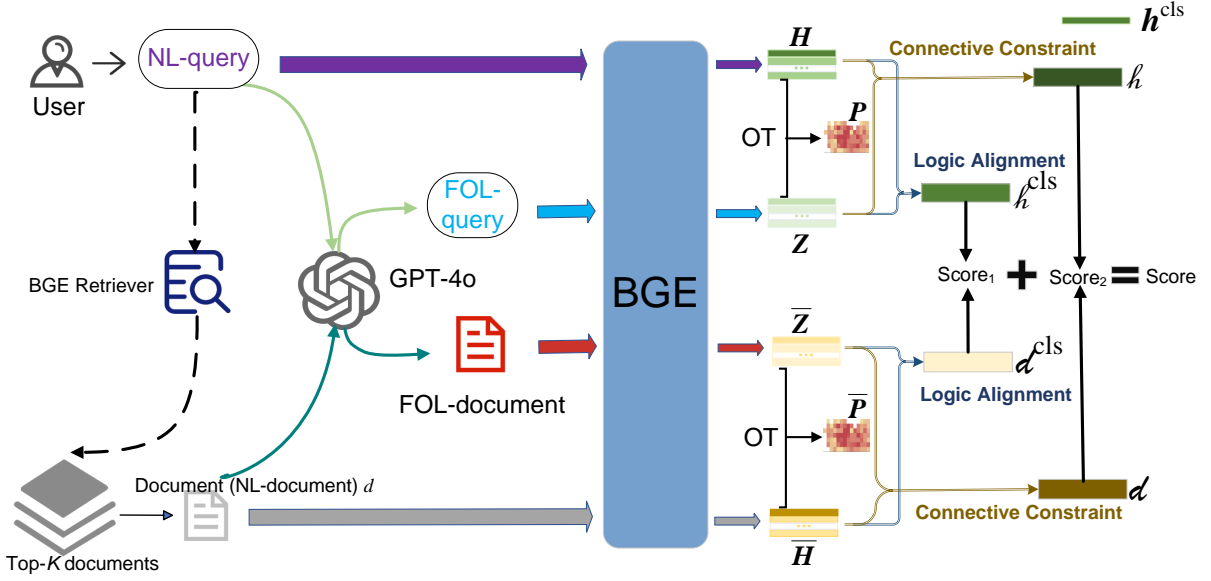 h^cls
NL-query
User
H
Connective Constraint
ℎ
OT
P
Logic Alignment
ℎ^cls
FOL-
query
Z
BGE Retriever
GPT-4o
BGE
Score₁ + Score₂ = Score
Z̅
𝒹^cls
FOL-document
Logic Alignment
P̅
OT
Document (NL-document) d
𝒹
Connective Constraint
H̅
Top-K documents